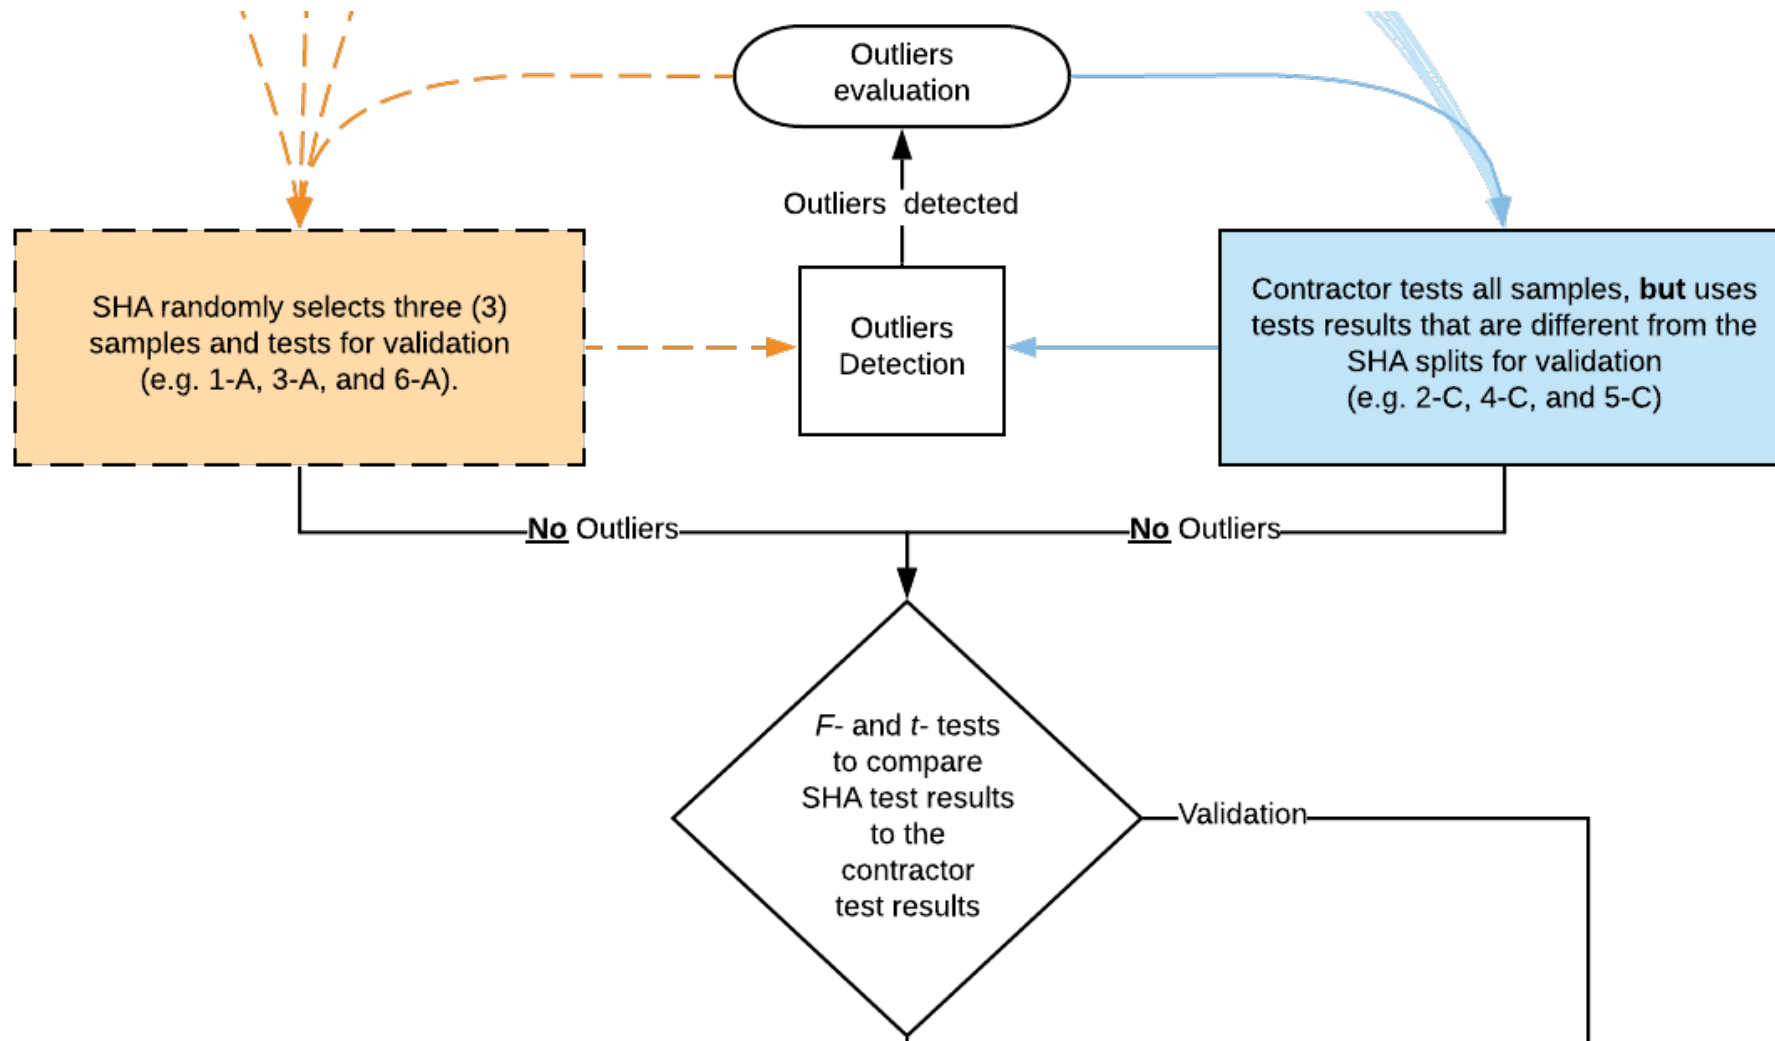 Outliers
evaluation
Outliers detected
SHA randomly selects three (3)
samples and tests for validation
(e.g. 1-A, 3-A, and 6-A).
Outliers
Detection
Contractor tests all samples, but uses
tests results that are different from the
SHA splits for validation
(e.g. 2-C, 4-C, and 5-C)
No Outliers
No Outliers
F- and t- tests
to compare
SHA test results
to the
contractor
test results
Validation